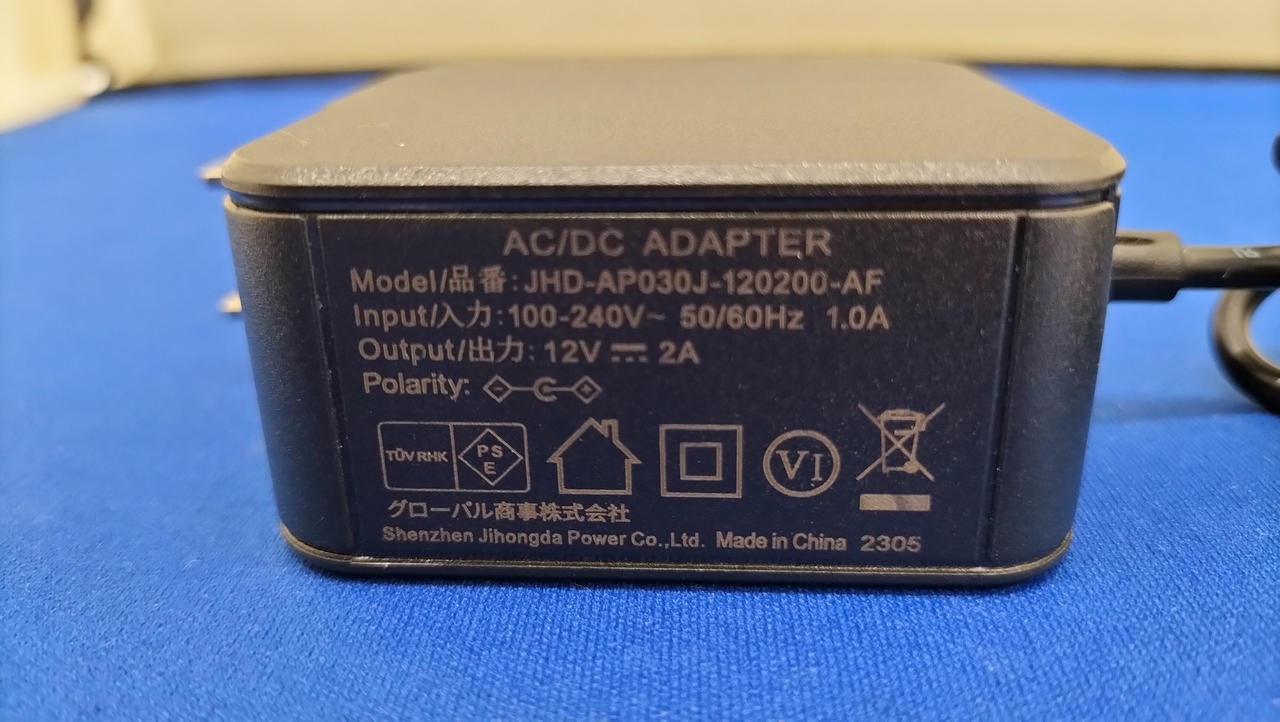 AC/DC ADAPTER
Model/品番: JHD-AP030J-120200-AF
Input/入力: 100-240V~ 50/60Hz 1.0A
Output/出力: 12V ⎓ 2A
Polarity: - C +
TÜV RHK
PS
E
VI
グローバル商事株式会社
Shenzhen Jihongda Power Co.,Ltd. Made in China 2305